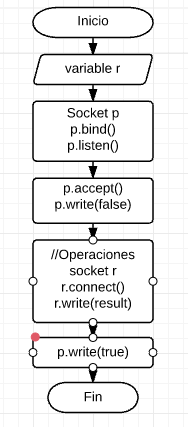 Inicio
variable r
Socket p
p.bind()
p.listen()
p.accept()
p.write(false)
//Operaciones
socket r
r.connect()
r.write(result)
p.write(true)
Fin